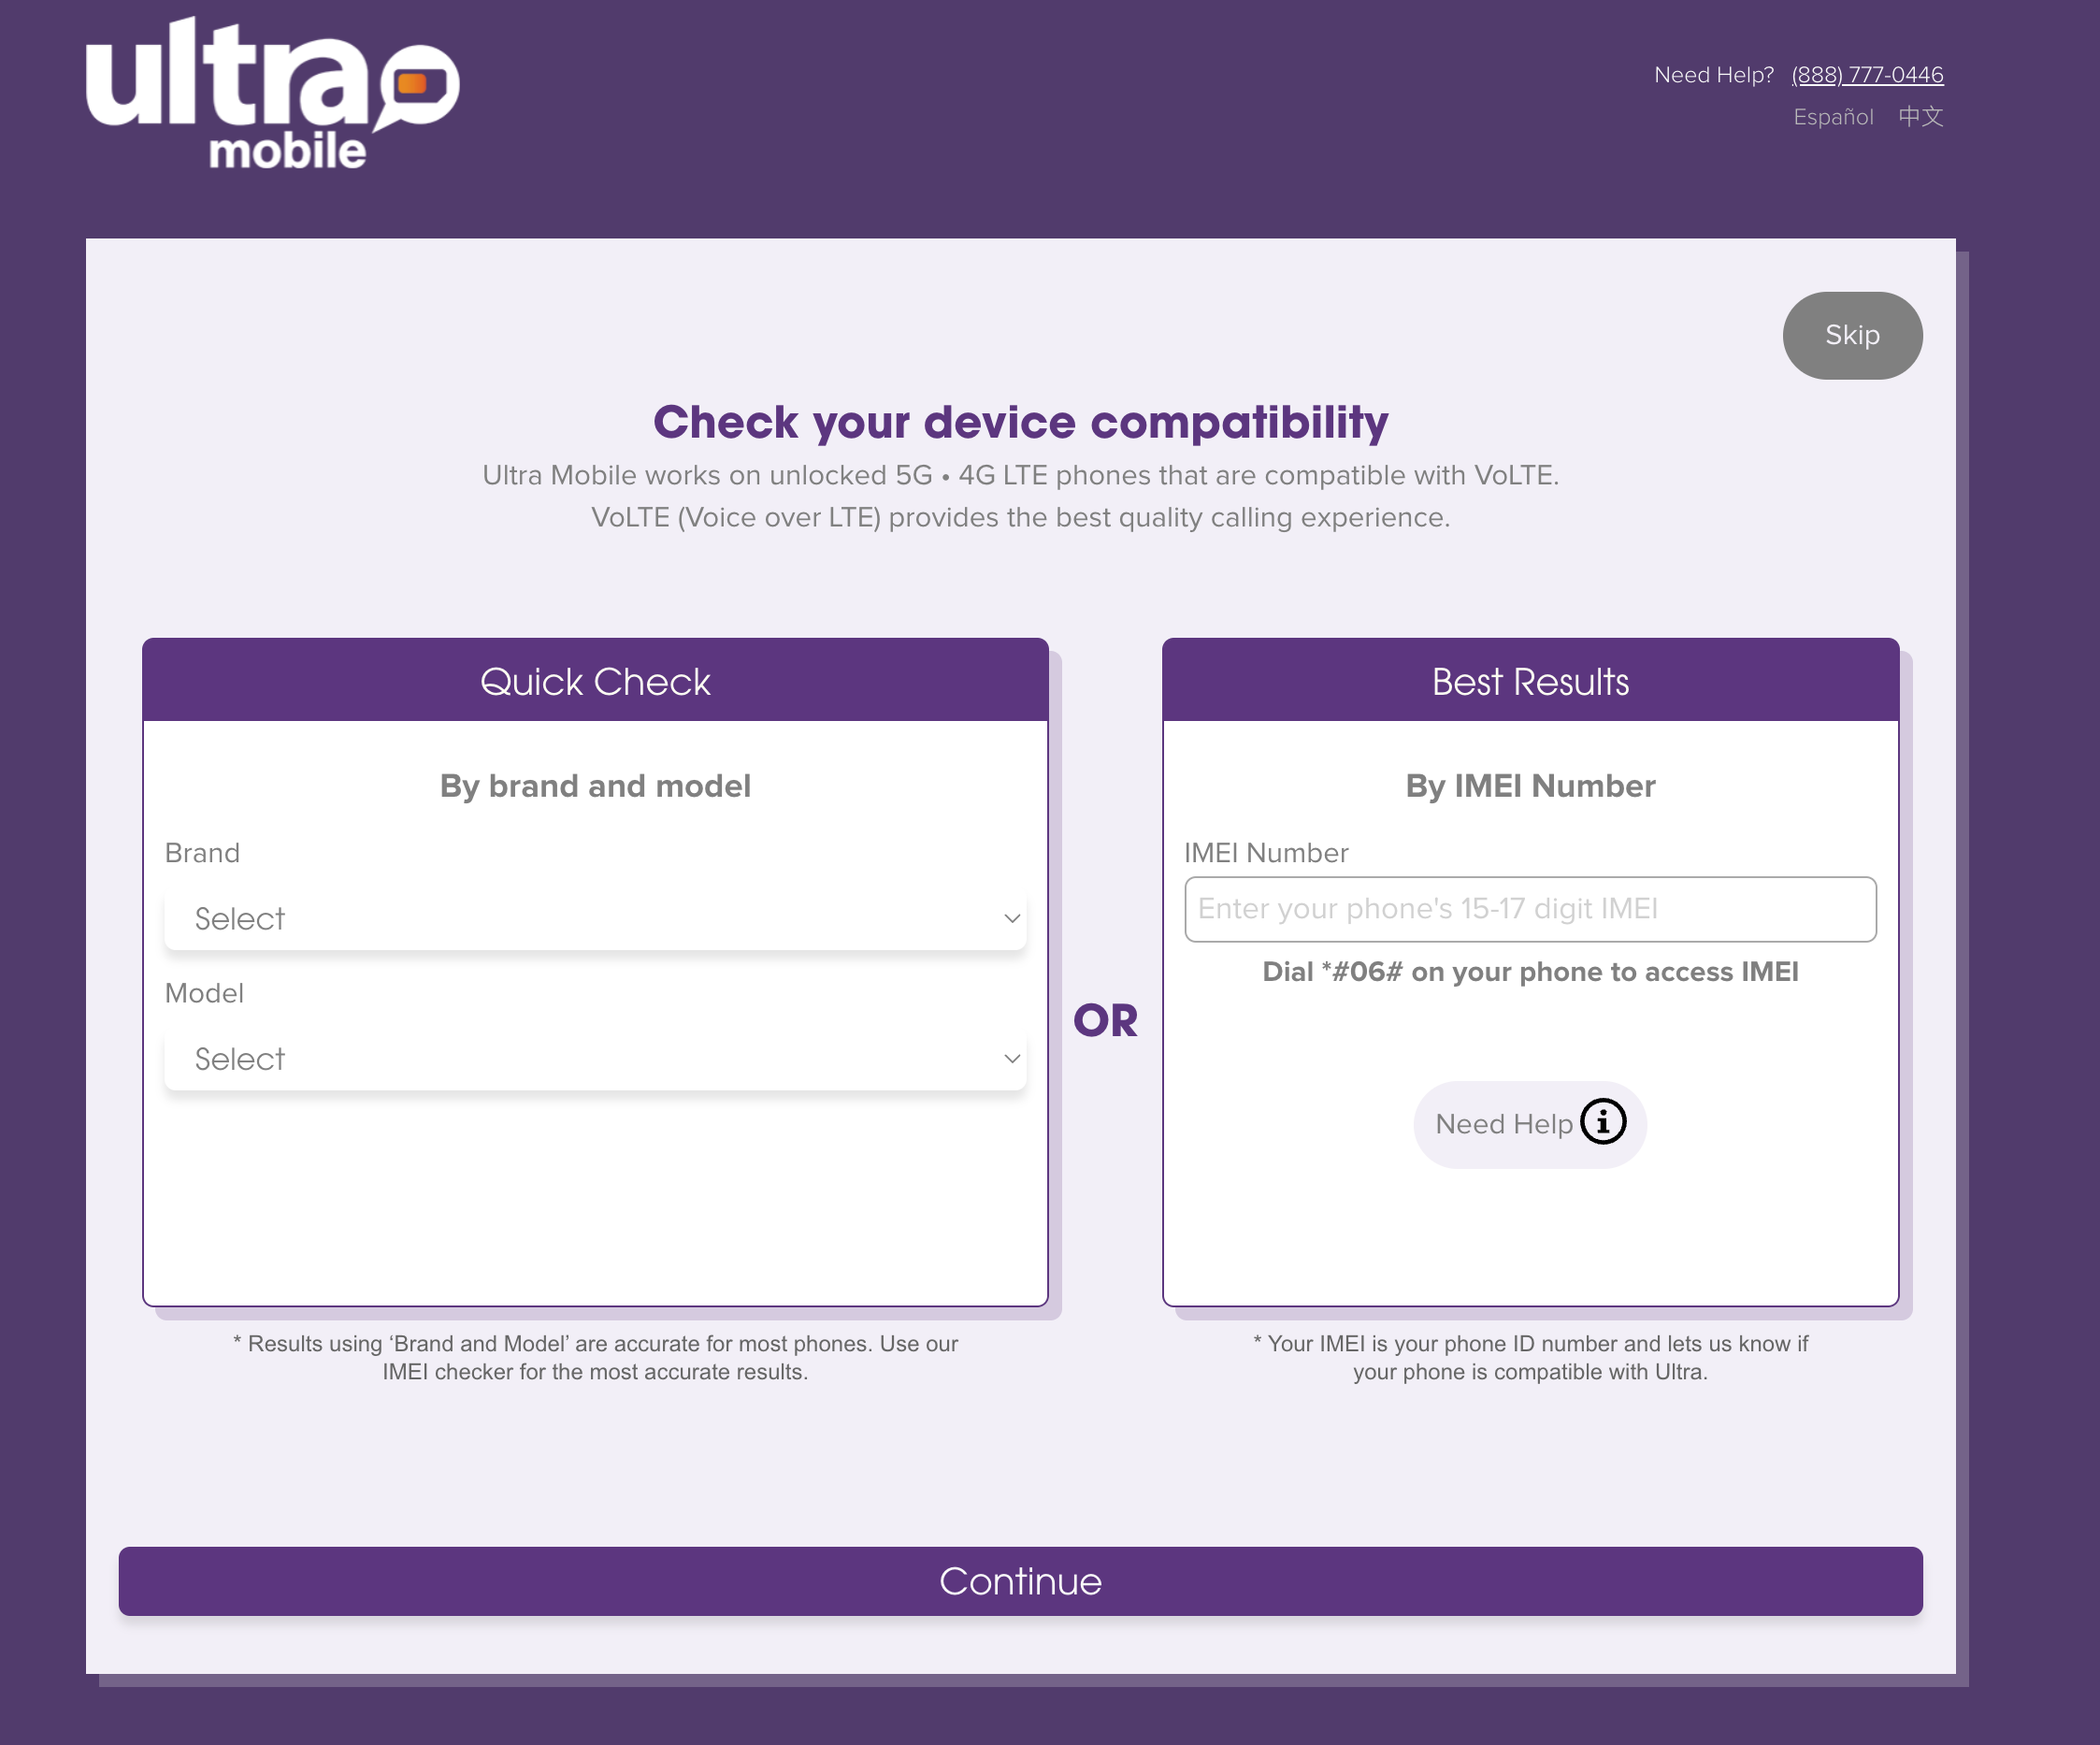 ultra
mobile
Need Help? (888) 777-0446
Español 中文
Skip
Check your device compatibility
Ultra Mobile works on unlocked 5G • 4G LTE phones that are compatible with VoLTE.
VoLTE (Voice over LTE) provides the best quality calling experience.
Quick Check
By brand and model
Brand
Select
Model
Select
* Results using ‘Brand and Model’ are accurate for most phones. Use our
IMEI checker for the most accurate results.
OR
Best Results
By IMEI Number
IMEI Number
Enter your phone's 15-17 digit IMEI
Dial *#06# on your phone to access IMEI
Need Help
* Your IMEI is your phone ID number and lets us know if
your phone is compatible with Ultra.
Continue